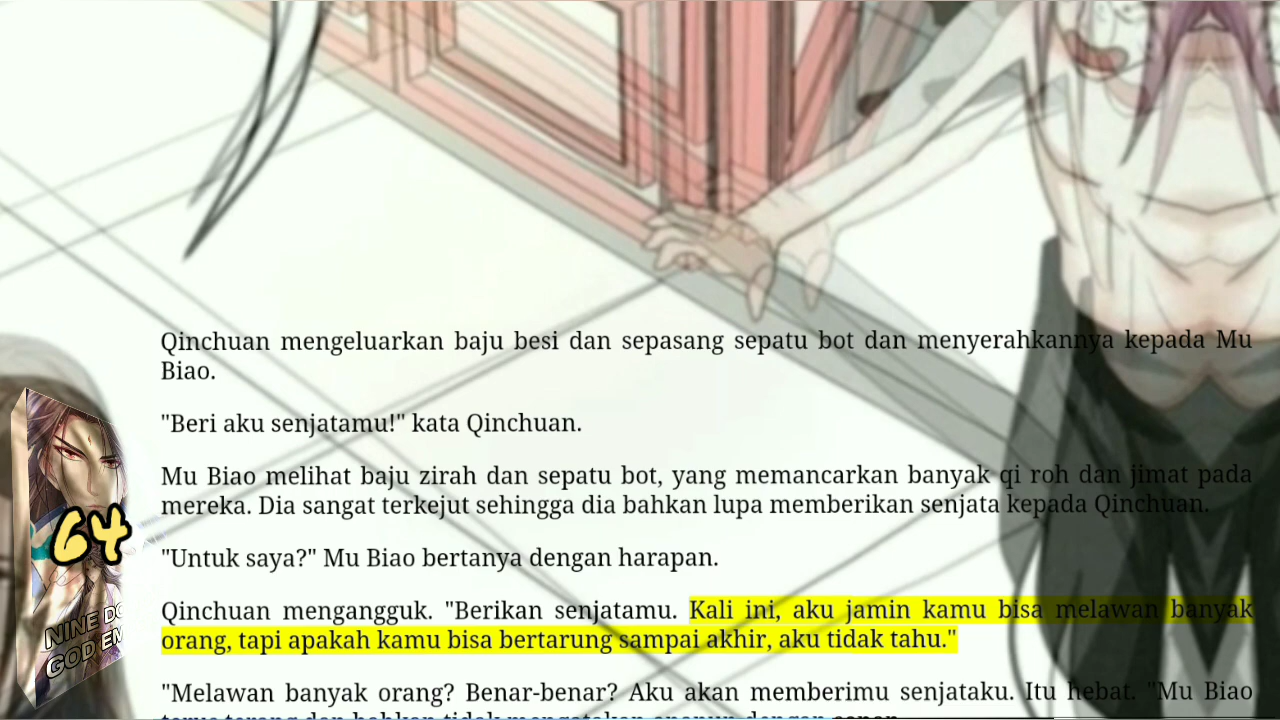 Qinchuan mengeluarkan baju besi dan sepasang sepatu bot dan menyerahkannya kepada Mu
Biao.
"Beri aku senjatamu!" kata Qinchuan.
Mu Biao melihat baju zirah dan sepatu bot, yang memancarkan banyak qi roh dan jimat pada
mereka. Dia sangat terkejut sehingga dia bahkan lupa memberikan senjata kepada Qinchuan.
"Untuk saya?" Mu Biao bertanya dengan harapan.
Qinchuan mengangguk. "Berikan senjatamu. Kali ini, aku jamin kamu bisa melawan banyak
orang, tapi apakah kamu bisa bertarung sampai akhir, aku tidak tahu."
"Melawan banyak orang? Benar-benar? Aku akan memberimu senjataku. Itu hebat. "Mu Biao
64
NINE
GOD